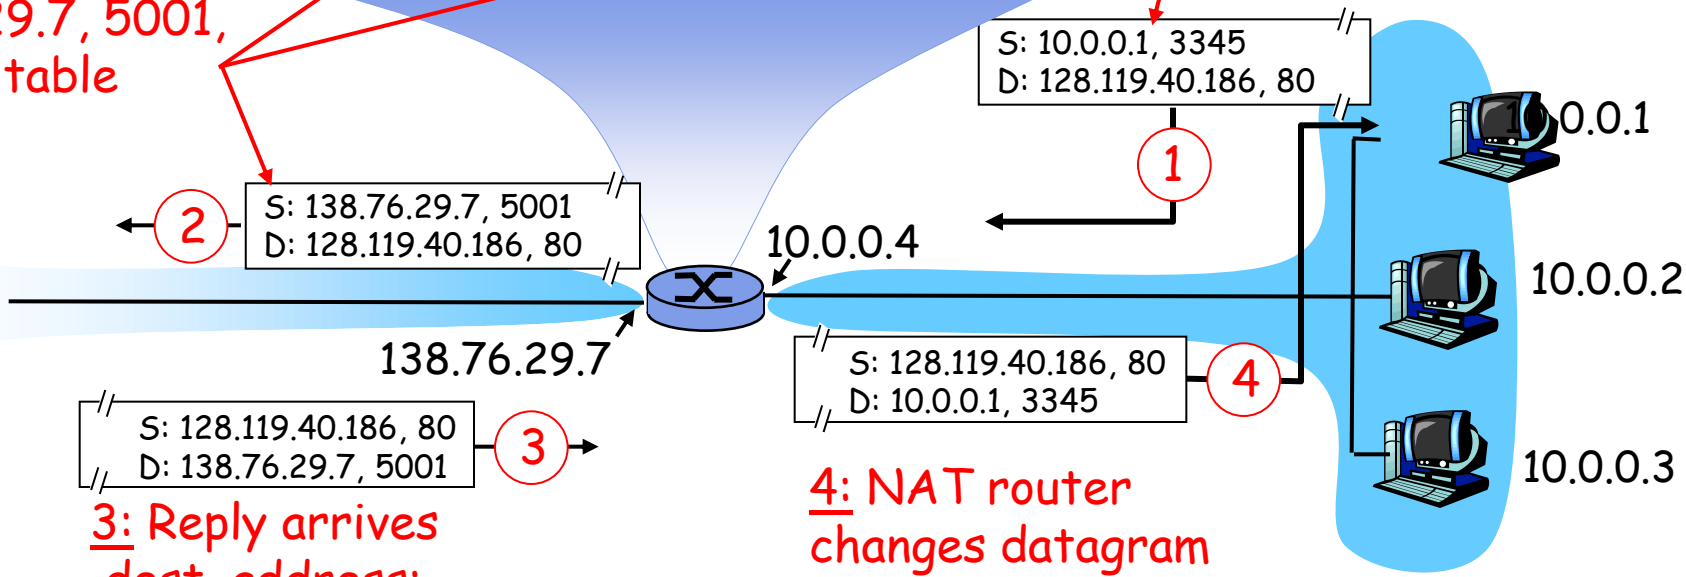 29.7, 5001,
table
S: 10.0.0.1, 3345
D: 128.119.40.186, 80
1
10.0.0.1
2
S: 138.76.29.7, 5001
D: 128.119.40.186, 80
10.0.0.4
10.0.0.2
138.76.29.7
S: 128.119.40.186, 80
D: 10.0.0.1, 3345
4
S: 128.119.40.186, 80
D: 138.76.29.7, 5001
3
10.0.0.3
3: Reply arrives
dest. address:
4: NAT router
changes datagram